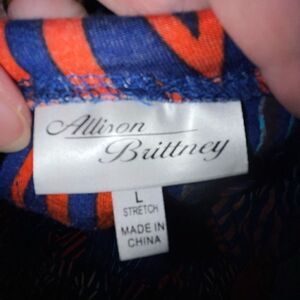 Allison
Brittney
L
STRETCH
MADE IN
CHINA